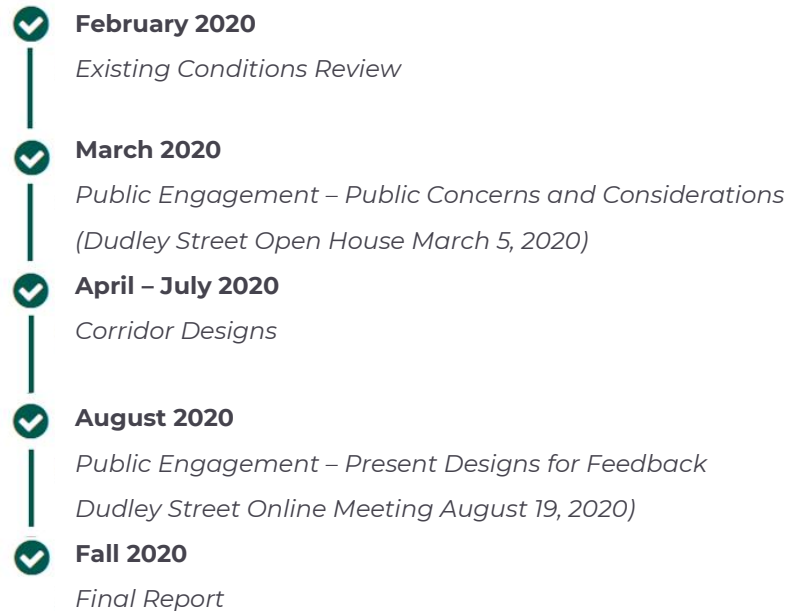 February 2020
Existing Conditions Review
March 2020
Public Engagement – Public Concerns and Considerations
(Dudley Street Open House March 5, 2020)
April – July 2020
Corridor Designs
August 2020
Public Engagement – Present Designs for Feedback
Dudley Street Online Meeting August 19, 2020)
Fall 2020
Final Report